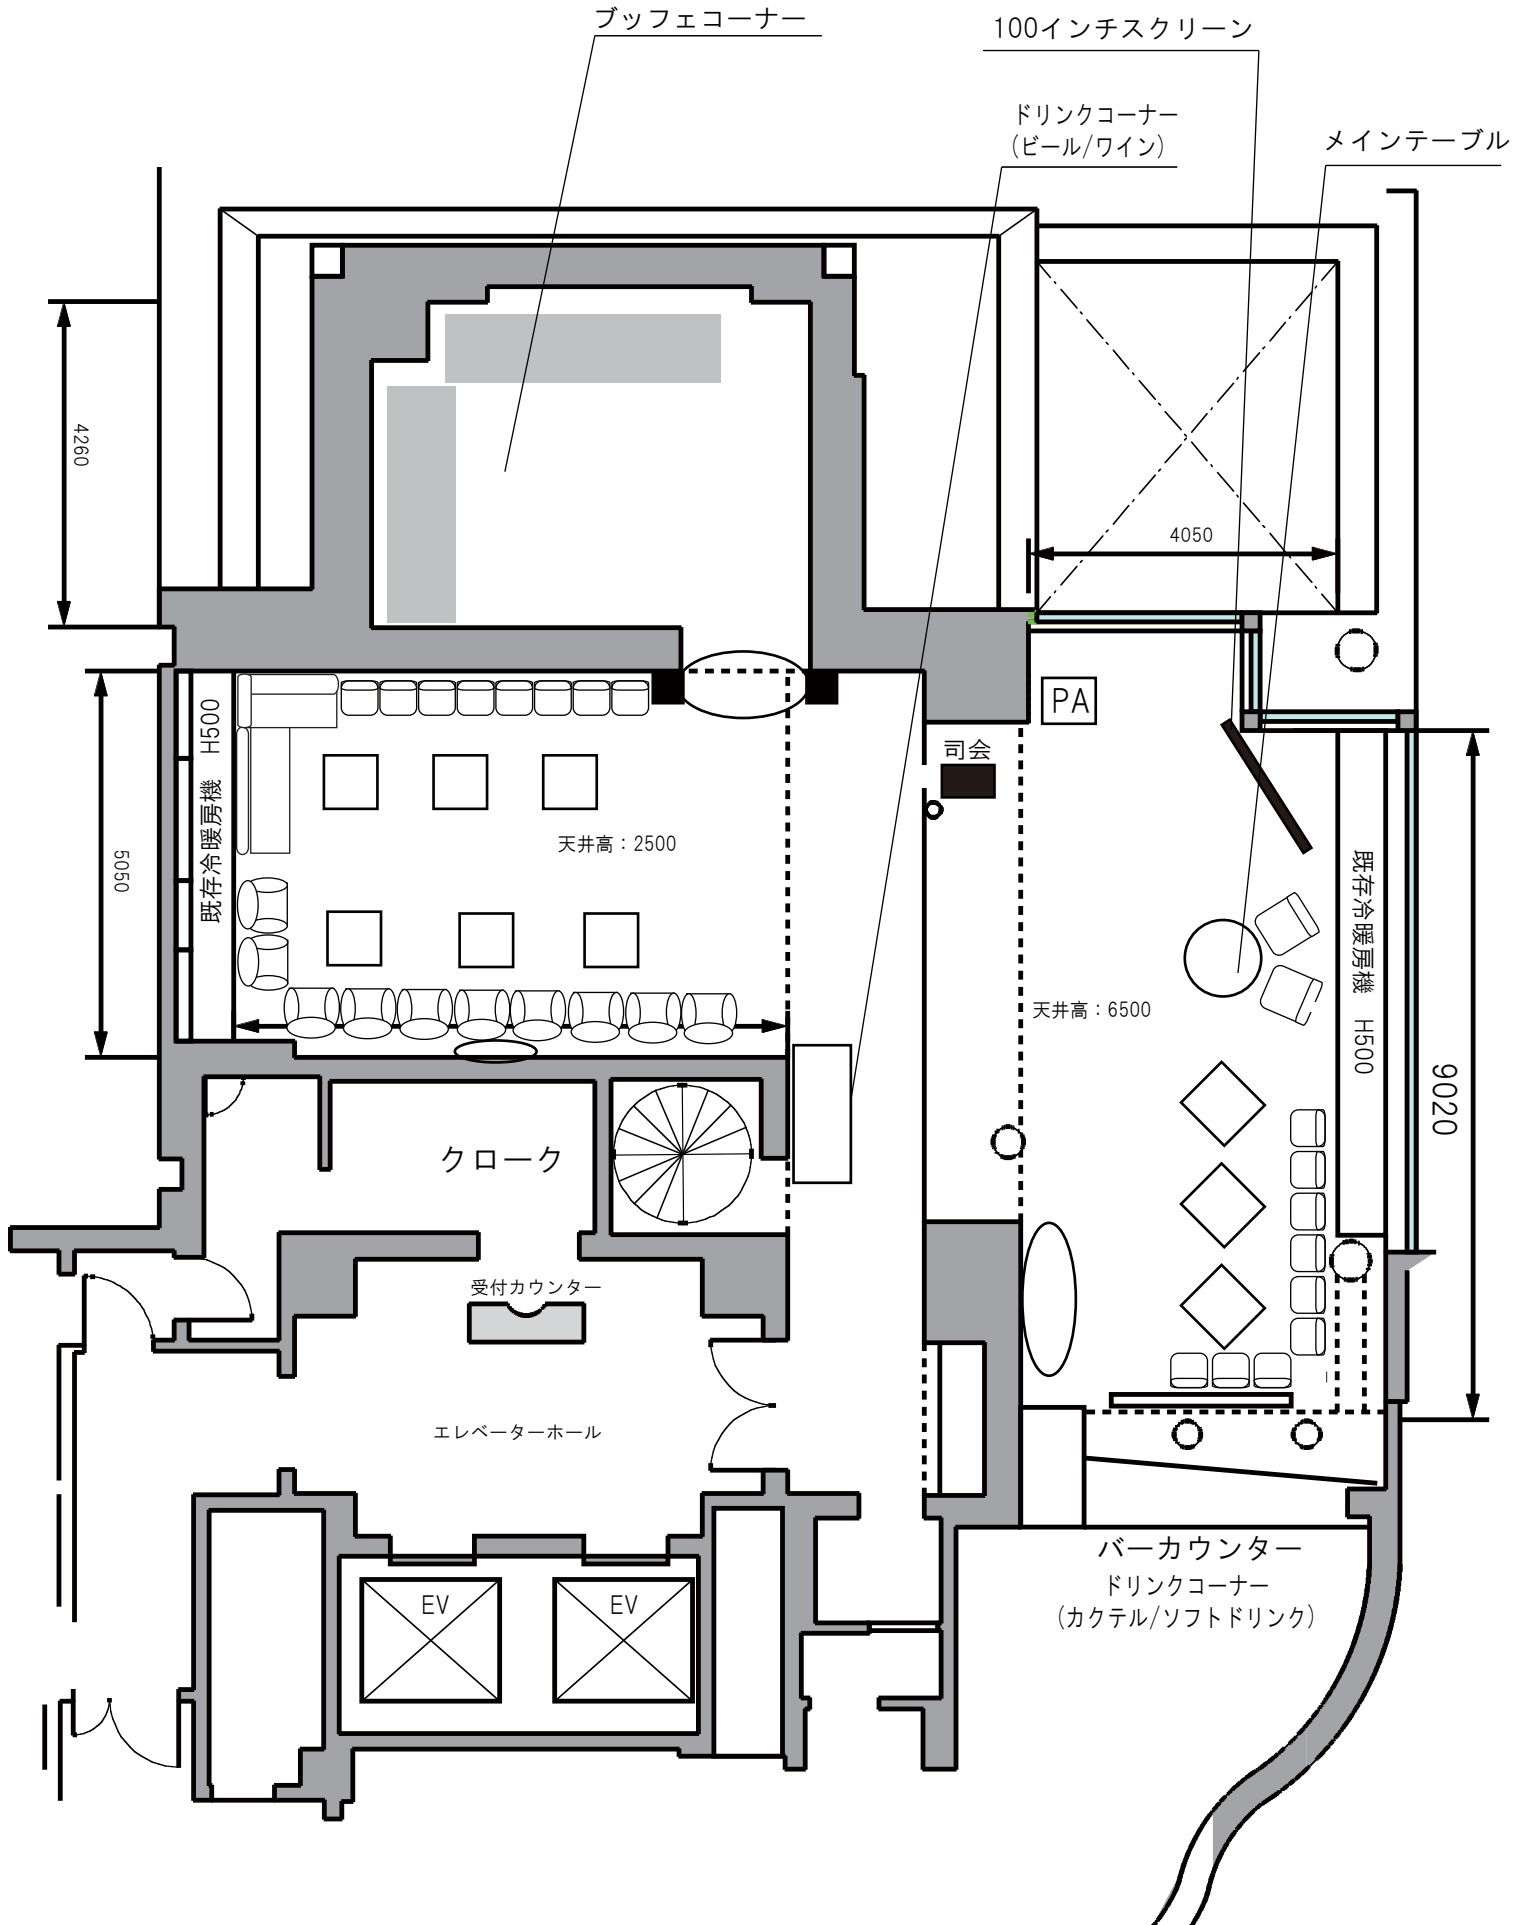 ブッフェコーナー
100インチスクリーン
ドリンクコーナー
(ビール/ワイン)
メインテーブル
4260
4050
PA
司会
既存冷暖房機 H500
天井高：2500
5050
既存冷暖房機 H500
天井高：6500
9020
クローク
受付カウンター
エレベーターホール
バーカウンター
ドリンクコーナー
(カクテル/ソフトドリンク)
EV
EV